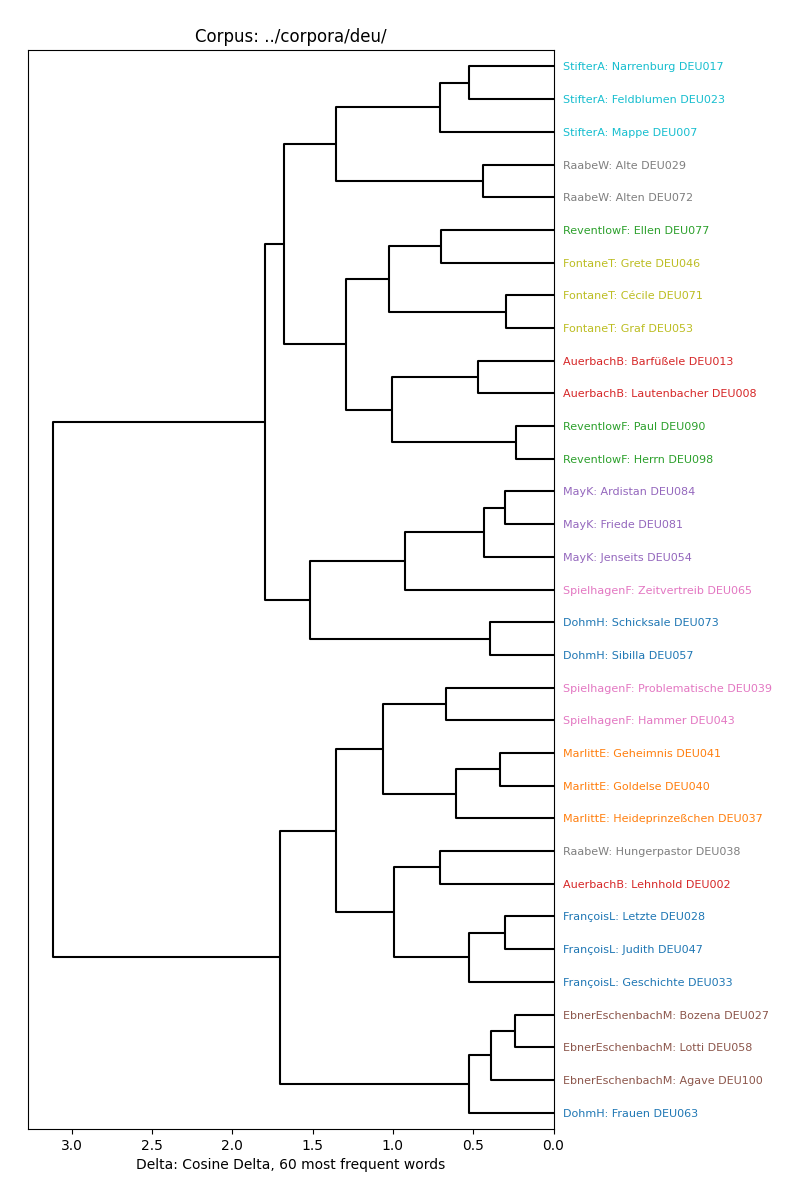 Corpus: ../corpora/deu/
StifterA: Narrenburg DEU017
StifterA: Feldblumen DEU023
StifterA: Mappe DEU007
RaabeW: Alte DEU029
RaabeW: Alten DEU072
ReventlowF: Ellen DEU077
FontaneT: Grete DEU046
FontaneT: Cécile DEU071
FontaneT: Graf DEU053
AuerbachB: Barfüßele DEU013
AuerbachB: Lautenbacher DEU008
ReventlowF: Paul DEU090
ReventlowF: Herrn DEU098
MayK: Ardistan DEU084
MayK: Friede DEU081
MayK: Jenseits DEU054
SpielhagenF: Zeitvertreib DEU065
DohmH: Schicksale DEU073
DohmH: Sibilla DEU057
SpielhagenF: Problematische DEU039
SpielhagenF: Hammer DEU043
MarlittE: Geheimnis DEU041
MarlittE: Goldelse DEU040
MarlittE: Heideprinzeßchen DEU037
RaabeW: Hungerpastor DEU038
AuerbachB: Lehnhold DEU002
FrançoisL: Letzte DEU028
FrançoisL: Judith DEU047
FrançoisL: Geschichte DEU033
EbnerEschenbachM: Bozena DEU027
EbnerEschenbachM: Lotti DEU058
EbnerEschenbachM: Agave DEU100
DohmH: Frauen DEU063
3.0 2.5 2.0 1.5 1.0 0.5 0.0
Delta: Cosine Delta, 60 most frequent words